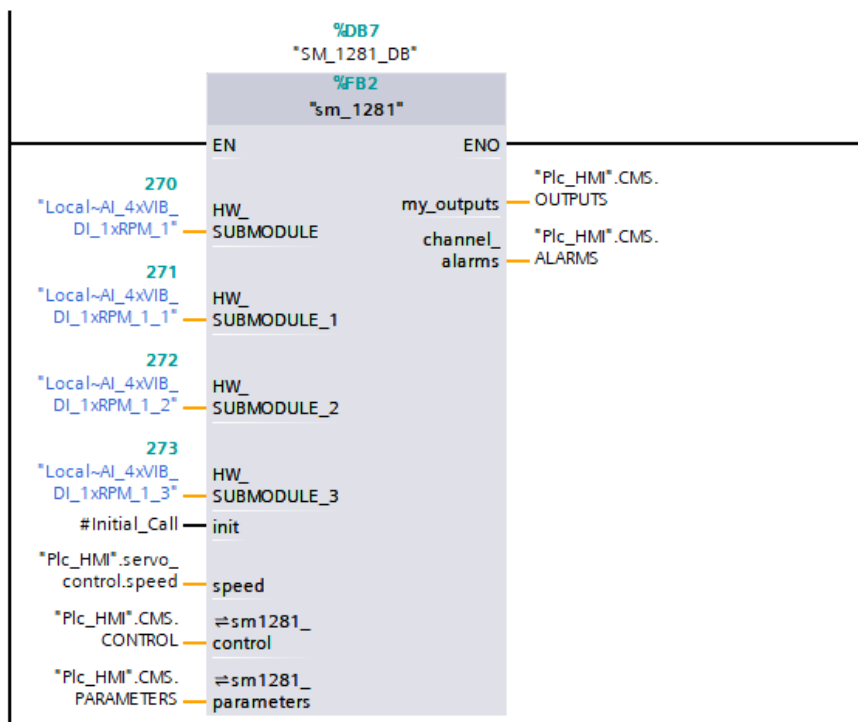 %DB7
"SM_1281_DB"
%FB2
"sm_1281"
EN
ENO
270
"Local~AI_4xVIB_
DI_1xRPM_1"
HW_
SUBMODULE
my_outputs
"Plc_HMI".CMS.
OUTPUTS
channel_
alarms
"Plc_HMI".CMS.
ALARMS
271
"Local~AI_4xVIB_
DI_1xRPM_1_1"
HW_
SUBMODULE_1
272
"Local~AI_4xVIB_
DI_1xRPM_1_2"
HW_
SUBMODULE_2
273
"Local~AI_4xVIB_
DI_1xRPM_1_3"
HW_
SUBMODULE_3
#Initial_Call
init
"Plc_HMI".servo_
control.speed
speed
"Plc_HMI".CMS.
CONTROL
⇌sm1281_
control
"Plc_HMI".CMS.
PARAMETERS
⇌sm1281_
parameters